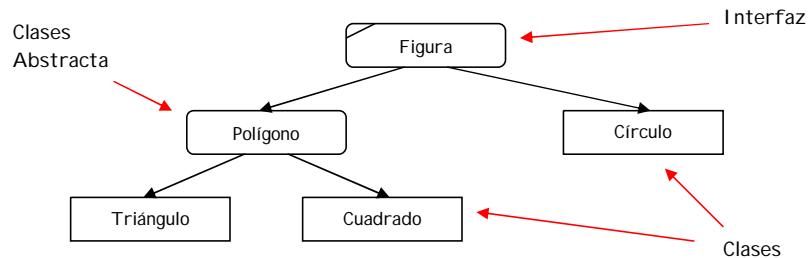 Interfaz
Clases
Abstracta
Figura
Polígono
Círculo
Triángulo
Cuadrado
Clases